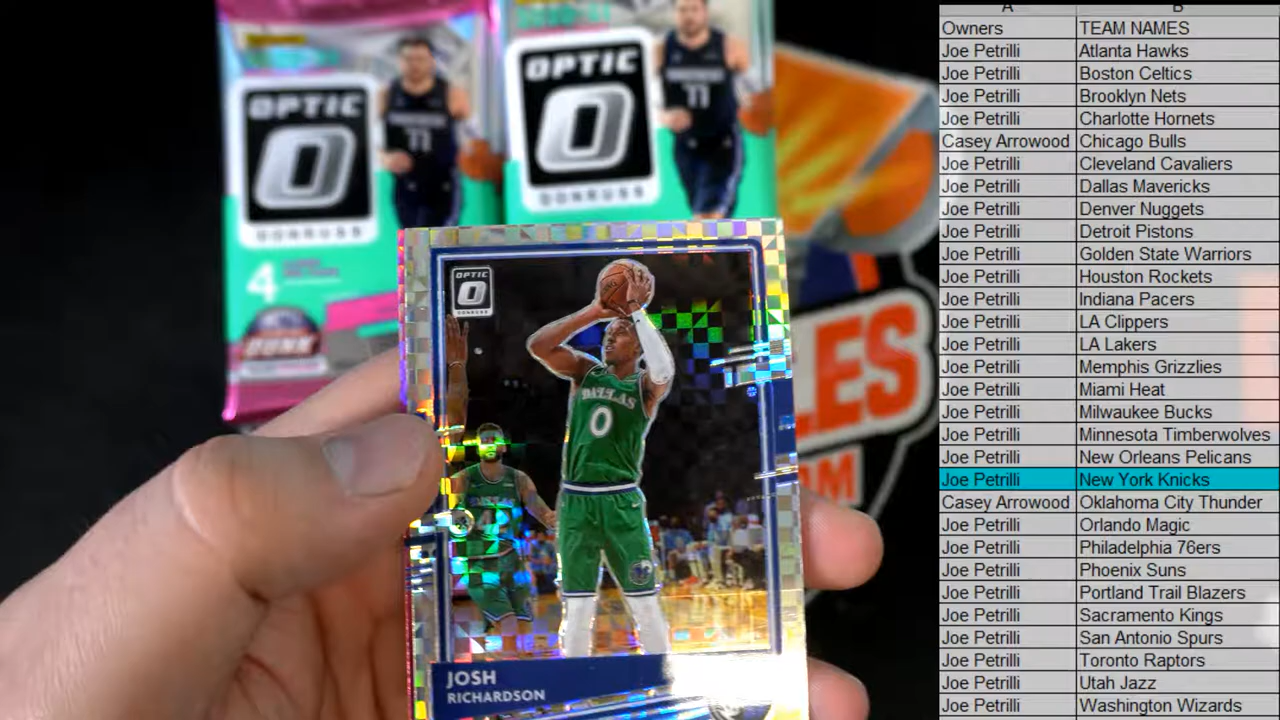 OPTIC
DONRUSS
4
OPTIC
11
DONRUSS
OPTIC
DONRUSS
DALLAS
0
DALLAS
JOSH
RICHARDSON
LES
OM
A B
Owners TEAM NAMES
Joe Petrilli Atlanta Hawks
Joe Petrilli Boston Celtics
Joe Petrilli Brooklyn Nets
Joe Petrilli Charlotte Hornets
Casey Arrowood Chicago Bulls
Joe Petrilli Cleveland Cavaliers
Joe Petrilli Dallas Mavericks
Joe Petrilli Denver Nuggets
Joe Petrilli Detroit Pistons
Joe Petrilli Golden State Warriors
Joe Petrilli Houston Rockets
Joe Petrilli Indiana Pacers
Joe Petrilli LA Clippers
Joe Petrilli LA Lakers
Joe Petrilli Memphis Grizzlies
Joe Petrilli Miami Heat
Joe Petrilli Milwaukee Bucks
Joe Petrilli Minnesota Timberwolves
Joe Petrilli New Orleans Pelicans
Joe Petrilli New York Knicks
Casey Arrowood Oklahoma City Thunder
Joe Petrilli Orlando Magic
Joe Petrilli Philadelphia 76ers
Joe Petrilli Phoenix Suns
Joe Petrilli Portland Trail Blazers
Joe Petrilli Sacramento Kings
Joe Petrilli San Antonio Spurs
Joe Petrilli Toronto Raptors
Joe Petrilli Utah Jazz
Joe Petrilli Washington Wizards